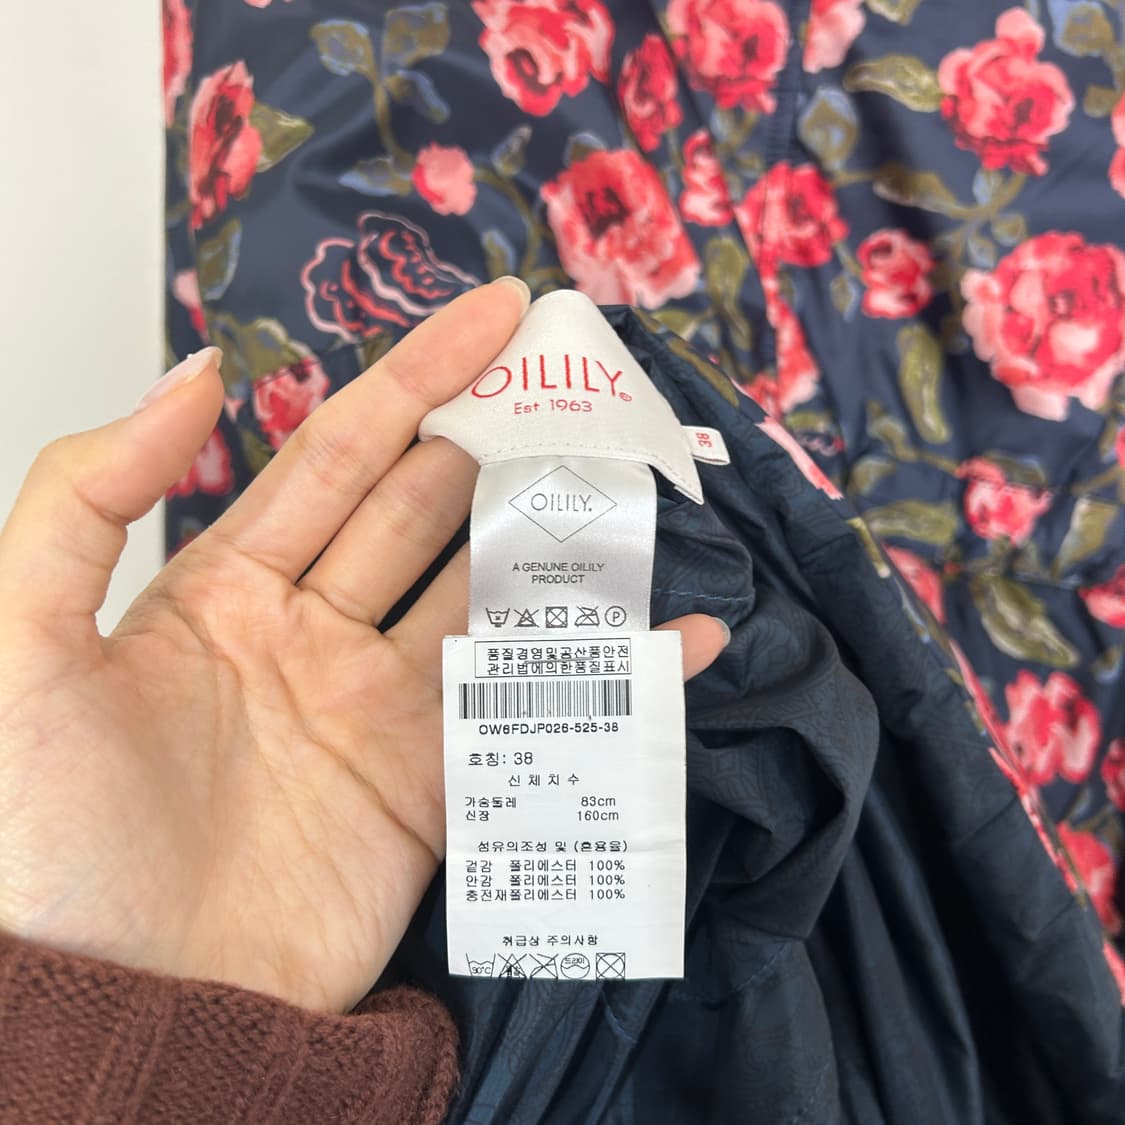 OILILY®
Est 1963
38
OILILY.
A GENUINE OILILY
PRODUCT
P
품질경영및공산품안전
관리법에의한품질표시
OW6FDJP026-525-38
호칭: 38
신체치수
가슴둘레 83cm
신장 160cm
섬유의조성 및 (혼용율)
겉감 폴리에스터 100%
안감 폴리에스터 100%
충전재폴리에스터 100%
취급상 주의사항
드라이